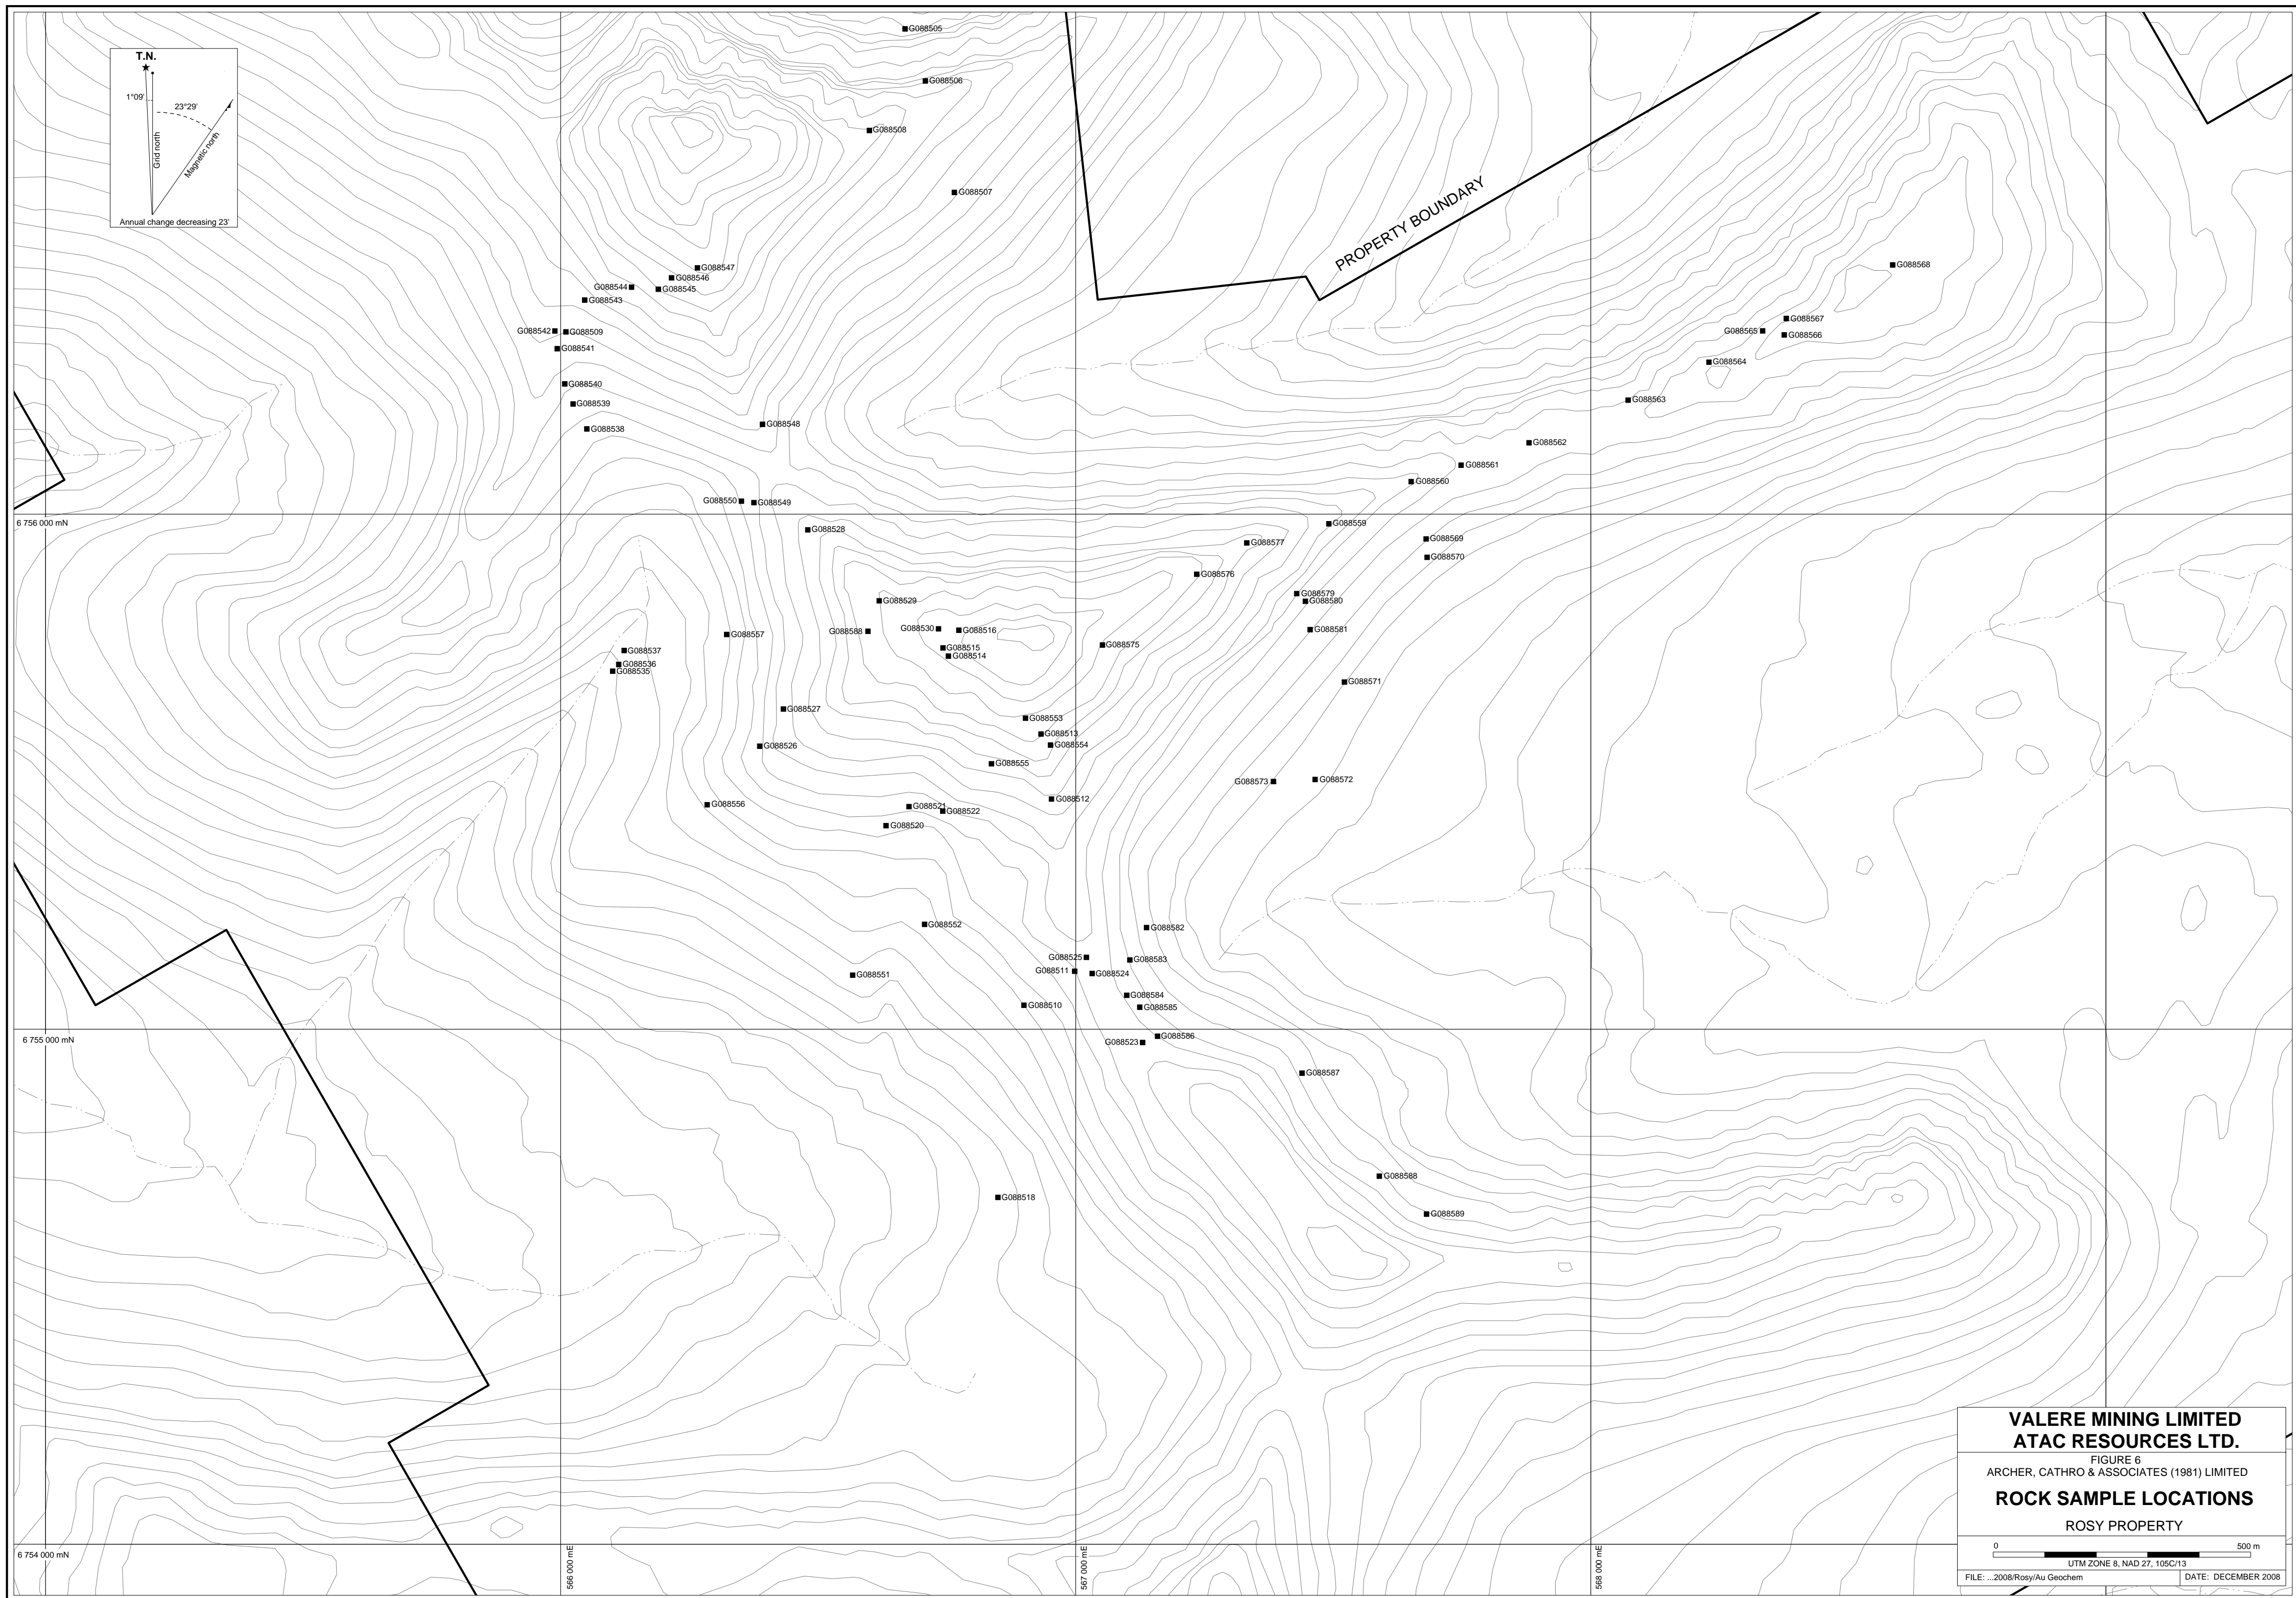 G088505
T.N.
G088506
1°09'
23°29'
G088508
Grid north
Magnetic north
G088507
PROPERTY BOUNDARY
Annual change decreasing 23'
G088547
G088568
G088546
G088544
G088545
G088543
G088567
G088542
G088509
G088565
G088566
G088541
G088564
G088540
G088563
G088539
G088548
G088538
G088562
G088561
G088560
G088550
G088549
6 756 000 mN
G088559
G088528
G088569
G088577
G088570
G088576
G088579
G088529
G088580
G088530
G088516
G088581
G088588
G088557
G088575
G088515
G088537
G088514
G088536
G088535
G088571
G088527
G088553
G088513
G088526
G088554
G088555
G088572
G088573
G088512
G088556
G088521
G088522
G088520
G088552
G088582
G088525
G088583
G088511
G088524
G088551
G088584
G088510
G088585
6 755 000 mN
G088586
G088523
G088587
G088588
G088518
G088589
VALERE MINING LIMITED
ATAC RESOURCES LTD.
FIGURE 6
ARCHER, CATHRO & ASSOCIATES (1981) LIMITED
ROCK SAMPLE LOCATIONS
ROSY PROPERTY
0 500 m
UTM ZONE 8, NAD 27, 105C/13
FILE: ...2008/Rosy/Au Geochem
DATE: DECEMBER 2008
6 754 000 mN
566 000 mE
567 000 mE
568 000 mE